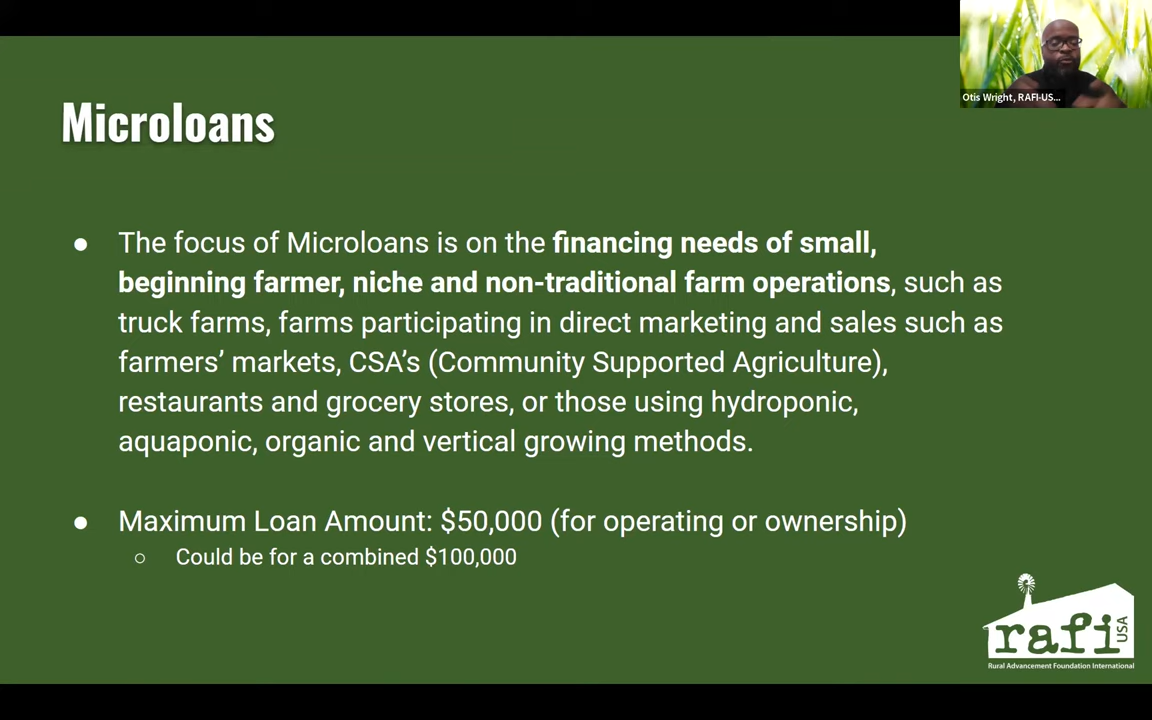 Otis Wright, RAFI-US...
Microloans
● The focus of Microloans is on the financing needs of small,
beginning farmer, niche and non-traditional farm operations, such as
truck farms, farms participating in direct marketing and sales such as
farmers’ markets, CSA’s (Community Supported Agriculture),
restaurants and grocery stores, or those using hydroponic,
aquaponic, organic and vertical growing methods.
● Maximum Loan Amount: $50,000 (for operating or ownership)
○ Could be for a combined $100,000
rafi USA
Rural Advancement Foundation International